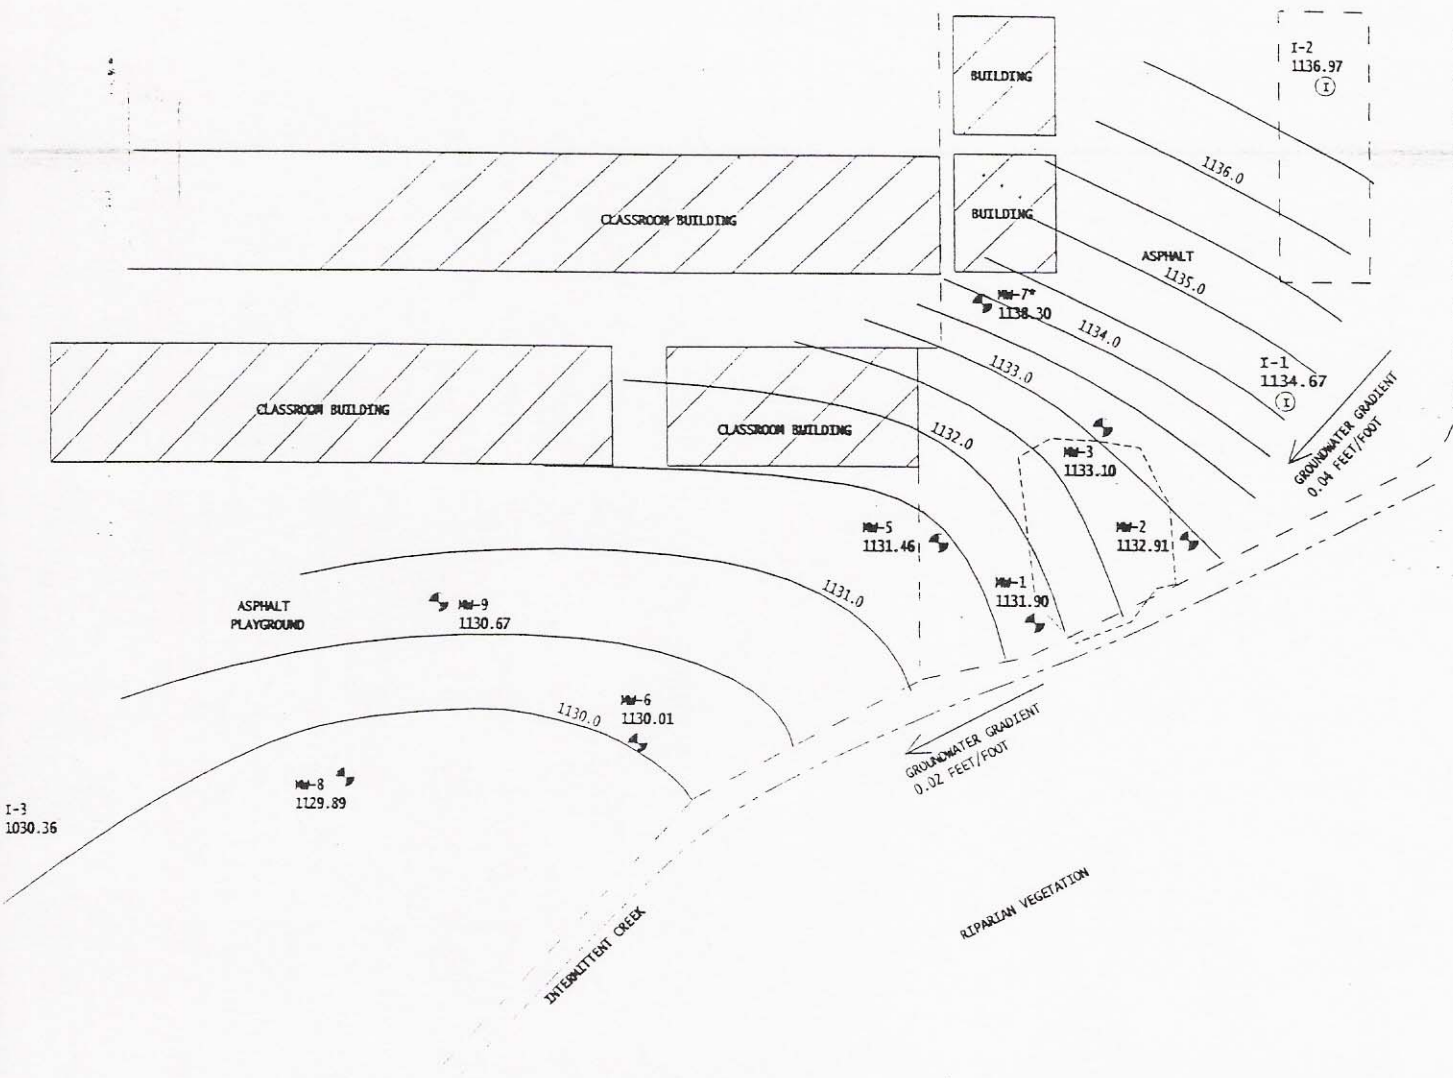 BUILDING
I-2
1136.97
I
1136.0
CLASSROOM BUILDING
BUILDING
ASPHALT
1135.0
MW-7*
1138.30
1134.0
1133.0
I-1
1134.67
I
GROUNDWATER GRADIENT
0.04 FEET/FOOT
CLASSROOM BUILDING
CLASSROOM BUILDING
1132.0
MW-3
1133.10
MW-5
1131.46
MW-2
1132.91
MW-1
1131.90
1131.0
ASPHALT
PLAYGROUND
MW-9
1130.67
MW-6
1130.01
1130.0
GROUNDWATER GRADIENT
0.02 FEET/FOOT
MW-8
1129.89
I-3
1030.36
RIPARIAN VEGETATION
INTERMITTENT CREEK